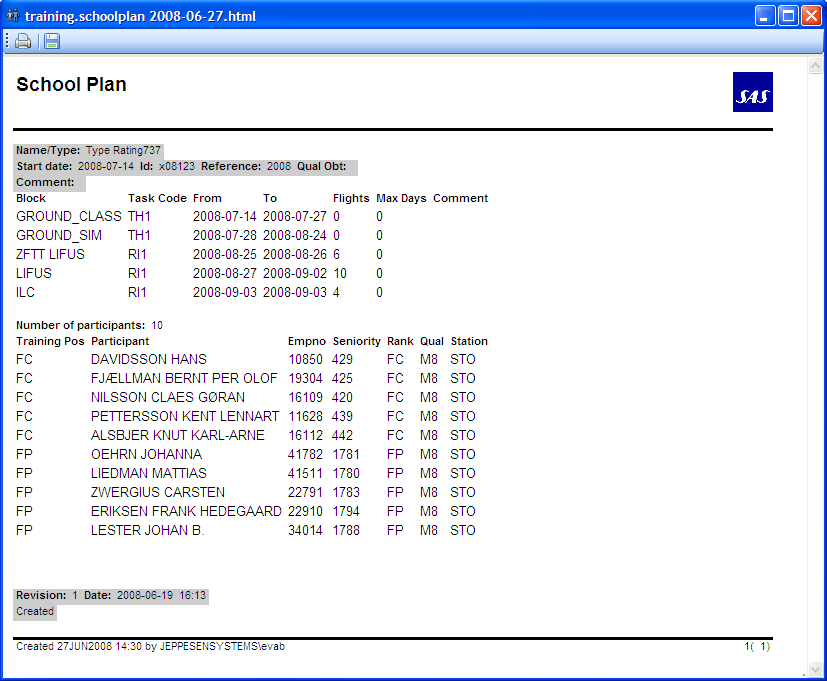 training.schoolplan 2008-06-27.html
School Plan
SAS
Name/Type: Type Rating737
Start date: 2008-07-14 Id: x08123 Reference: 2008 Qual Obt:
Comment:
Block Task Code From To Flights Max Days Comment
GROUND_CLASS TH1 2008-07-14 2008-07-27 0 0
GROUND_SIM TH1 2008-07-28 2008-08-24 0 0
ZFTT LIFUS RI1 2008-08-25 2008-08-26 6 0
LIFUS RI1 2008-08-27 2008-09-02 10 0
ILC RI1 2008-09-03 2008-09-03 4 0
Number of participants: 10
Training Pos Participant Empno Seniority Rank Qual Station
FC DAVIDSSON HANS 10850 429 FC M8 STO
FC FJÆLLMAN BERNT PER OLOF 19304 425 FC M8 STO
FC NILSSON CLAES GØRAN 16109 420 FC M8 STO
FC PETTERSSON KENT LENNART 11628 439 FC M8 STO
FC ALSBJER KNUT KARL-ARNE 16112 442 FC M8 STO
FP OEHRN JOHANNA 41782 1781 FP M8 STO
FP LIEDMAN MATTIAS 41511 1780 FP M8 STO
FP ZWERGIUS CARSTEN 22791 1783 FP M8 STO
FP ERIKSEN FRANK HEDEGAARD 22910 1794 FP M8 STO
FP LESTER JOHAN B. 34014 1788 FP M8 STO
Revision: 1 Date: 2008-06-19 16:13
Created
Created 27JUN2008 14:30 by JEPPESENSYSTEMS\evab 1( 1)